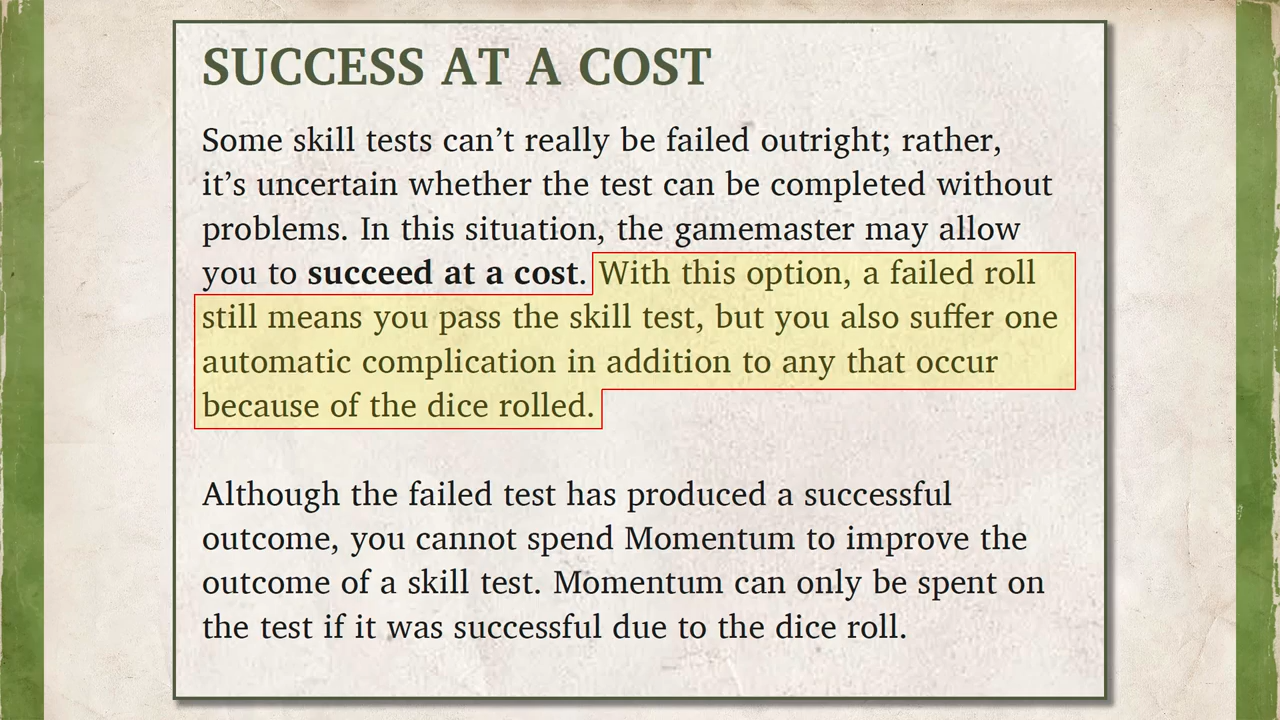 SUCCESS AT A COST
Some skill tests can’t really be failed outright; rather,
it’s uncertain whether the test can be completed without
problems. In this situation, the gamemaster may allow
you to succeed at a cost. With this option, a failed roll
still means you pass the skill test, but you also suffer one
automatic complication in addition to any that occur
because of the dice rolled.
Although the failed test has produced a successful
outcome, you cannot spend Momentum to improve the
outcome of a skill test. Momentum can only be spent on
the test if it was successful due to the dice roll.